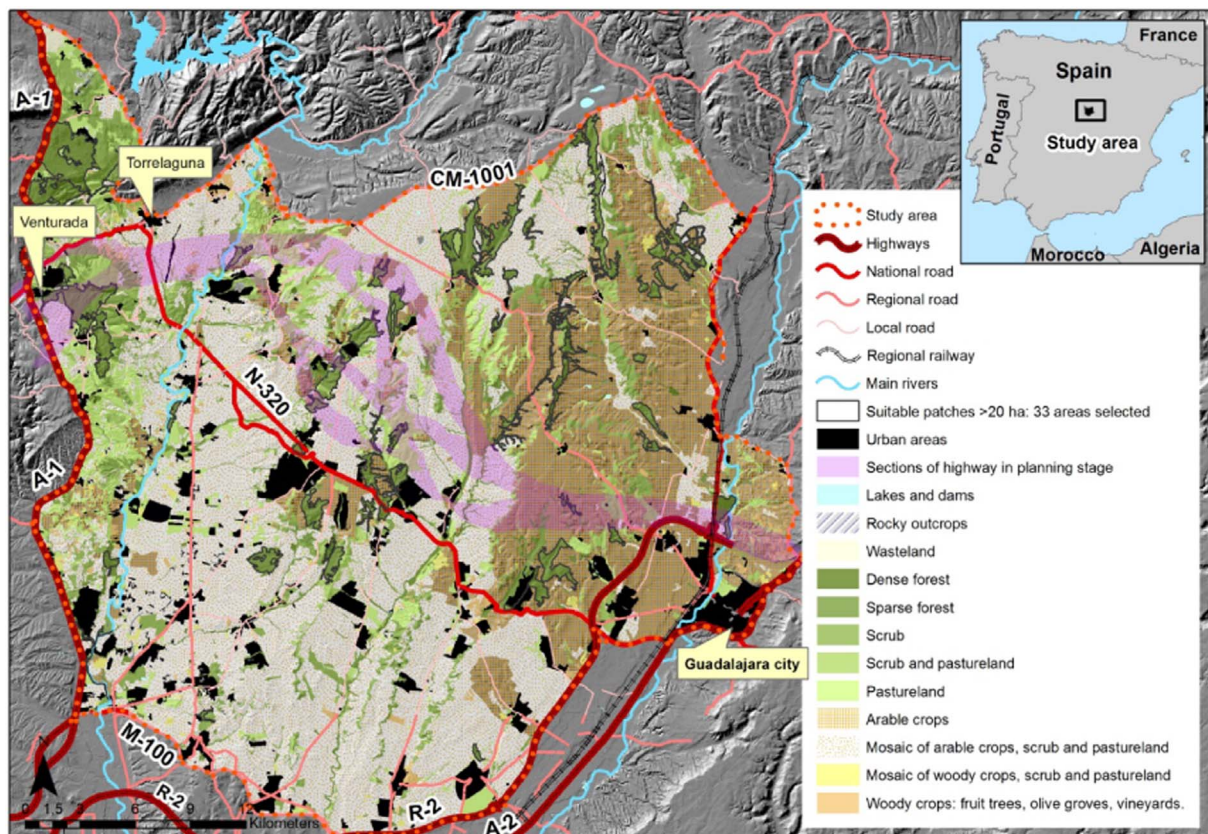 A-1
Torrelaguna
Venturada
CM-1001
N-320
A-1
Guadalajara city
M-100
R-2
R-2
A-2
0 1.5 3 6 9 12
Kilometers
France
Spain
Portugal
Study area
Morocco
Algeria
Study area
Highways
National road
Regional road
Local road
Regional railway
Main rivers
Suitable patches >20 ha: 33 areas selected
Urban areas
Sections of highway in planning stage
Lakes and dams
Rocky outcrops
Wasteland
Dense forest
Sparse forest
Scrub
Scrub and pastureland
Pastureland
Arable crops
Mosaic of arable crops, scrub and pastureland
Mosaic of woody crops, scrub and pastureland
Woody crops: fruit trees, olive groves, vineyards.